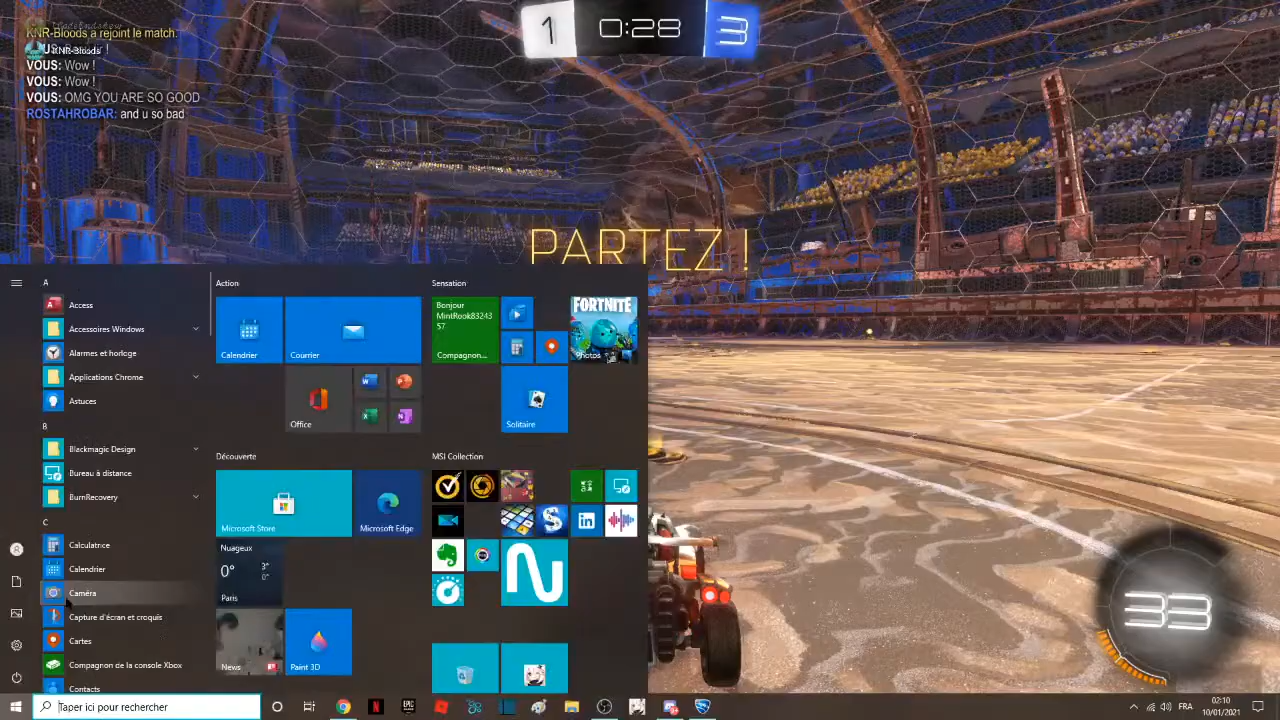 KNR-Bloods a rejoint le match.
KNR-Bloods
VOUS: Wow !
VOUS: Wow !
VOUS: OMG YOU ARE SO GOOD
ROSTAHROBAR: and u so bad
1 0:28 3
PARTEZ !
A
Access
Accessoires Windows
Alarmes et horloge
Applications Chrome
Astuces
B
Blackmagic Design
Bureau à distance
BurnRecovery
C
Calculatrice
Calendrier
Caméra
Capture d'écran et croquis
Cartes
Compagnon de la console Xbox
Contacts
Action
Calendrier
Courrier
Office
Découverte
Microsoft Store
Microsoft Edge
Nuageux
0°
3°
0°
Paris
News
Paint 3D
Sensation
Bonjour
MintRook83243
57
Compagnon...
FORTNITE
Photos
Solitaire
MSI Collection
33
Taper ici pour rechercher
FRA
02:10
10/01/2021